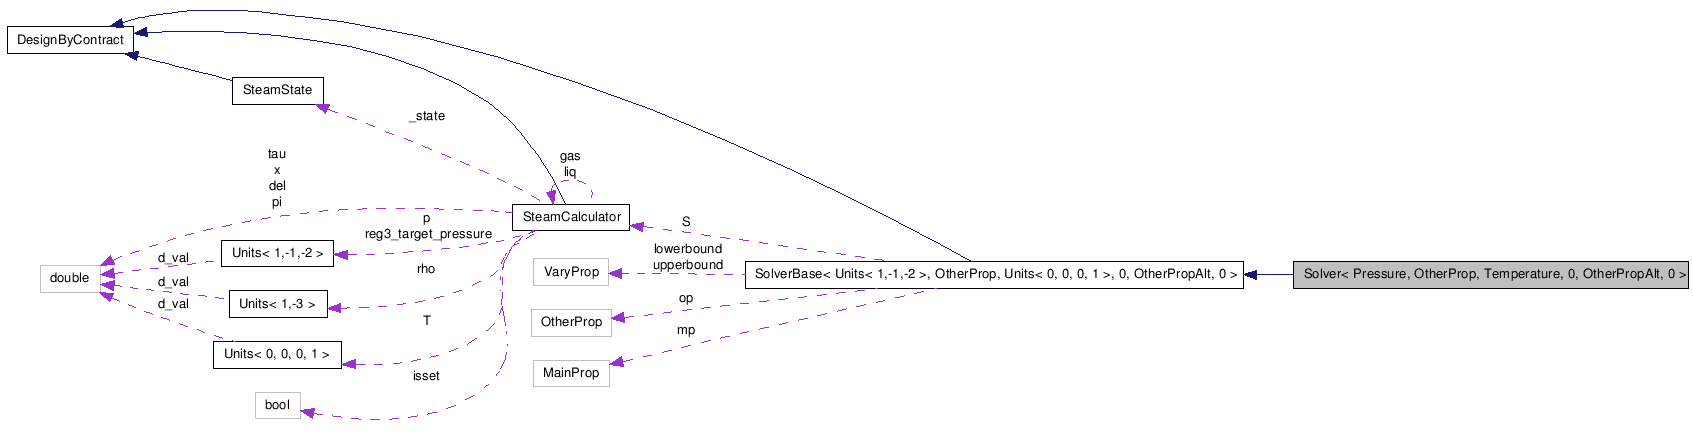 DesignByContract
SteamState
_state
tau
x
del
pi
gas
liq
SteamCalculator
p
reg3_target_pressure
S
Units< 1,-1,-2 >
d_val
double
rho
lowerbound
upperbound
VaryProp
SolverBase< Units< 1,-1,-2 >, OtherProp, Units< 0, 0, 0, 1 >, 0, OtherPropAlt, 0 >
Solver< Pressure, OtherProp, Temperature, 0, OtherPropAlt, 0 >
d_val
Units< 1,-3 >
op
d_val
T
OtherProp
mp
Units< 0, 0, 0, 1 >
isset
MainProp
bool